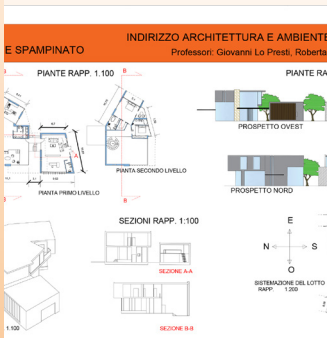 INDIRIZZO ARCHITETTURA E AMBIENTE
E SPAMPINATO
Professori: Giovanni Lo Presti, Roberta
PIANTE RAPP. 1.100
B
PIANTE RA
PROSPETTO OVEST
A
PIANTA PRIMO LIVELLO
PIANTA SECONDO LIVELLO
PROSPETTO NORD
B
SEZIONI RAPP. 1:100
SEZIONE A-A
E
N
S
O
SISTEMAZIONE DEL LOTTO
RAPP. 1.200
1.100
SEZIONE B-B